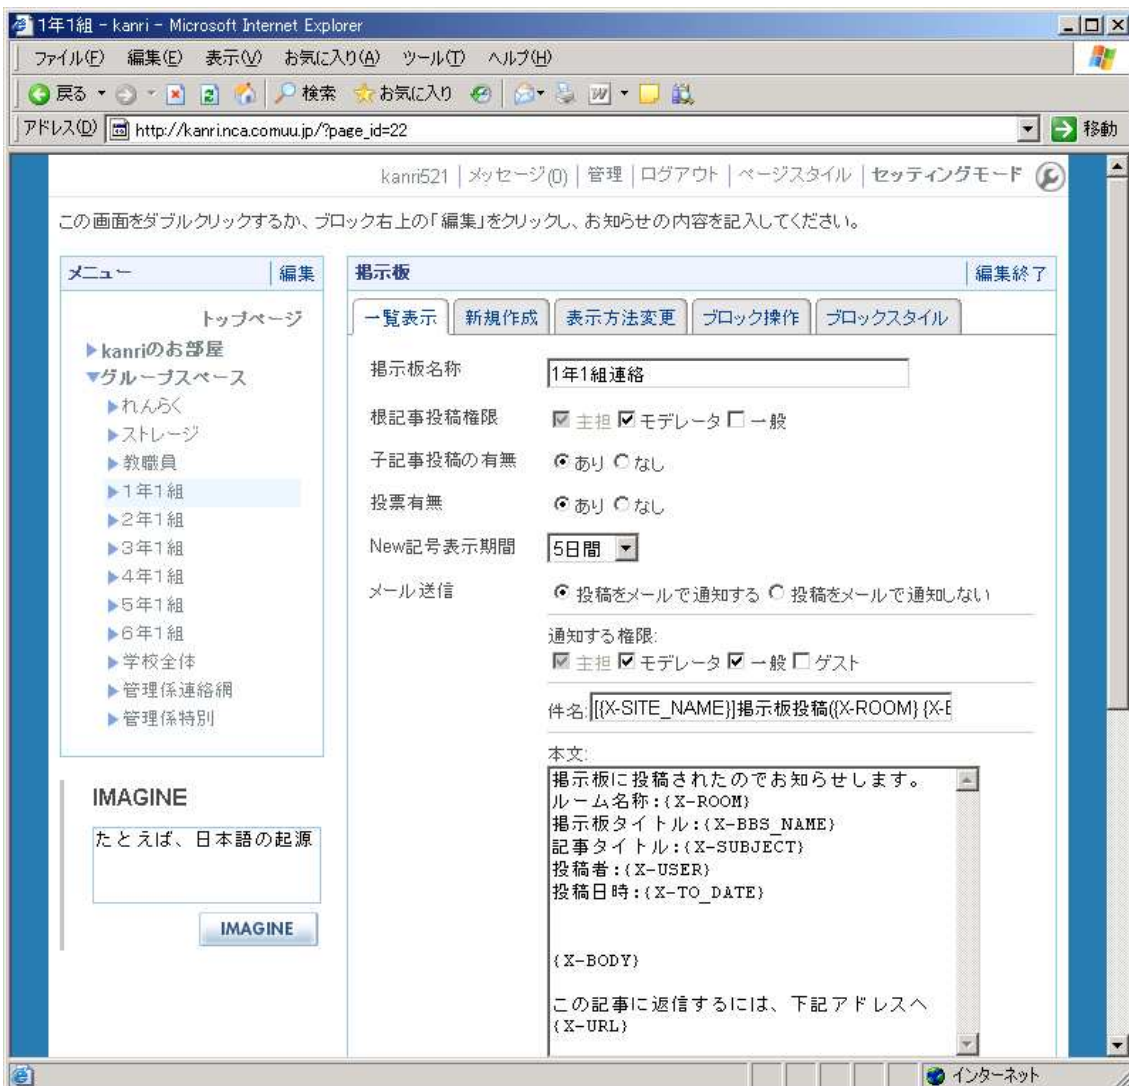 1年1組 - kanri - Microsoft Internet Explorer
ファイル(F) 編集(E) 表示(V) お気に入り(A) ツール(T) ヘルプ(H)
戻る 検索 お気に入り
アドレス(D) http://kanri.nca.comuu.jp/?page_id=22 移動
kanri521 | メッセージ(0) | 管理 | ログアウト | ページスタイル | セッティングモード
この画面をダブルクリックするか、ブロック右上の「編集」をクリックし、お知らせの内容を記入してください。
メニュー 編集
トップページ
kanriのお部屋
グループスペース
れんらく
ストレージ
教職員
1年1組
2年1組
3年1組
4年1組
5年1組
6年1組
学校全体
管理係連絡網
管理係特別
IMAGINE
たとえば、日本語の起源
IMAGINE
掲示板 編集終了
一覧表示 新規作成 表示方法変更 ブロック操作 ブロックスタイル
掲示板名称 1年1組連絡
根記事投稿権限 主担 モデレータ 一般
子記事投稿の有無 あり なし
投票有無 あり なし
New記号表示期間 5日間
メール送信 投稿をメールで通知する 投稿をメールで通知しない
通知する権限:
主担 モデレータ 一般 ゲスト
件名: [{X-SITE_NAME}]掲示板投稿({X-ROOM} {X-E
本文:
掲示板に投稿されたのでお知らせします。
ルーム名称:{X-ROOM}
掲示板タイトル:{X-BBS_NAME}
記事タイトル:{X-SUBJECT}
投稿者:{X-USER}
投稿日時:{X-TO_DATE}
{X-BODY}
この記事に返信するには、下記アドレスへ
{X-URL}
インターネット